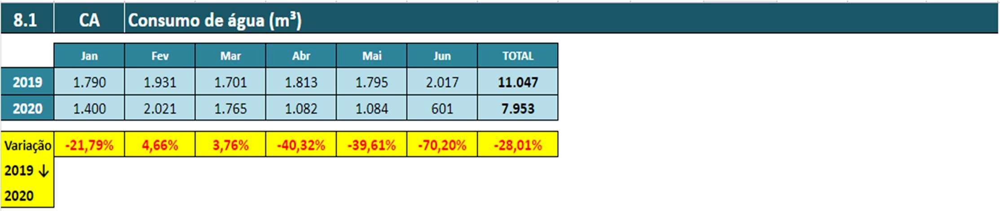 8.1 CA Consumo de água (m³)
Jan Fev Mar Abr Mai Jun TOTAL
2019 1.790 1.931 1.701 1.813 1.795 2.017 11.047
2020 1.400 2.021 1.765 1.082 1.084 601 7.953
Variação -21,79% 4,66% 3,76% -40,32% -39,61% -70,20% -28,01%
2019 ↓
2020